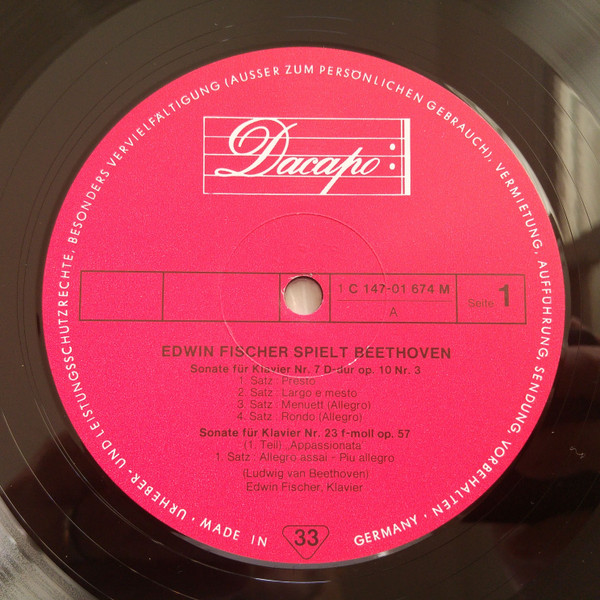 URHEBER- UND LEISTUNGSSCHUTZRECHTE, BESONDERS VERVIELFÄLTIGUNG (AUSSER ZUM PERSÖNLICHEN GEBRAUCH), VERMIETUNG, AUFFÜHRUNG, SENDUNG VORBEHALTEN · MADE IN GERMANY ·
Dacapo
1 C 147-01 674 M
A
Seite 1
EDWIN FISCHER SPIELT BEETHOVEN
Sonate für Klavier Nr. 7 D-dur op. 10 Nr. 3
1. Satz: Presto
2. Satz: Largo e mesto
3. Satz: Menuett (Allegro)
4. Satz: Rondo (Allegro)
Sonate für Klavier Nr. 23 f-moll op. 57
(1. Teil) „Appassionata“
1. Satz: Allegro assai - Piu allegro
(Ludwig van Beethoven)
Edwin Fischer, Klavier
33